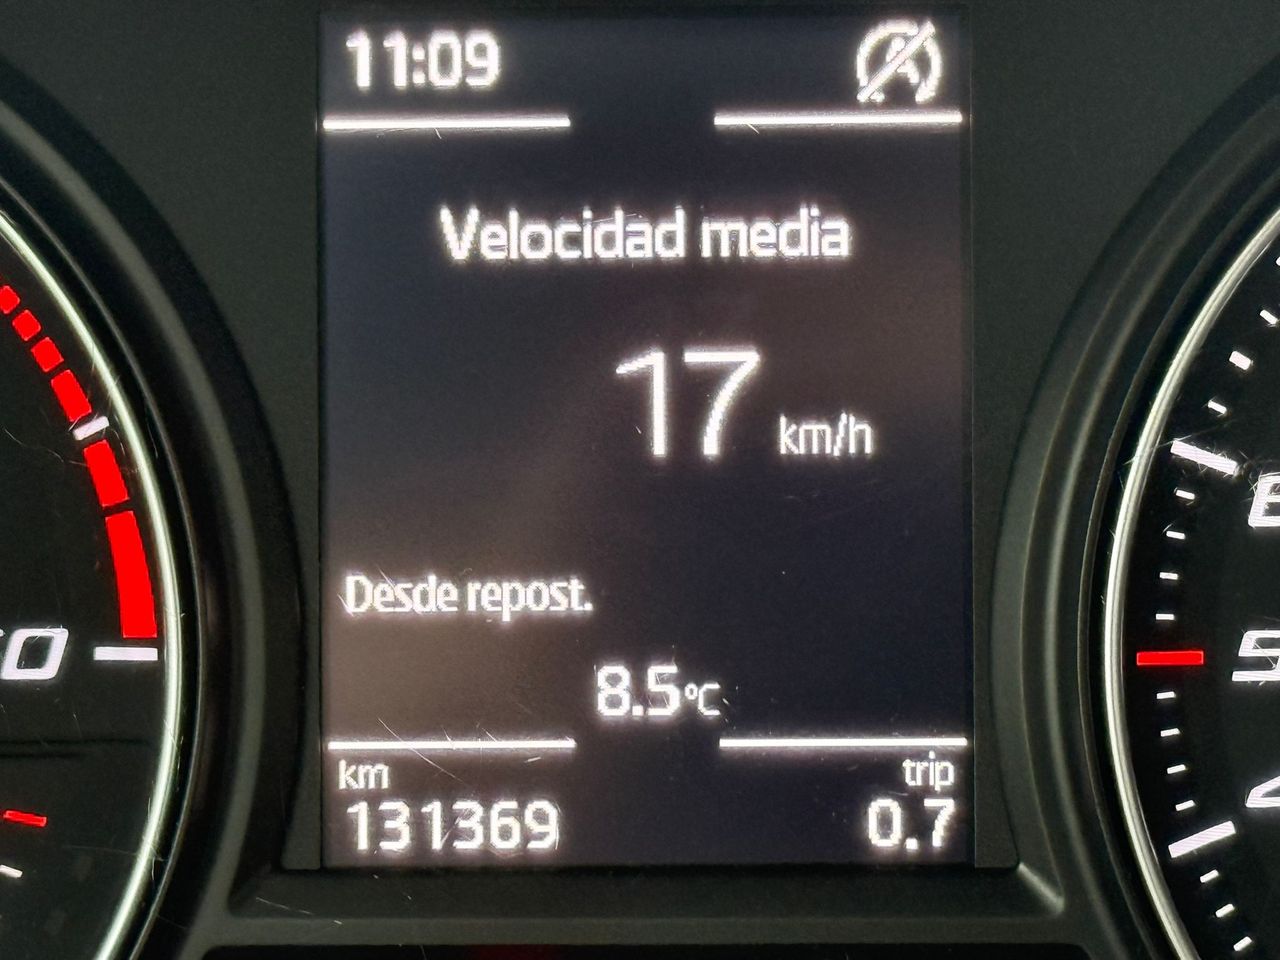 11:09
Velocidad media
17 km/h
Desde repost.
8.5°C
km trip
131369 0.7